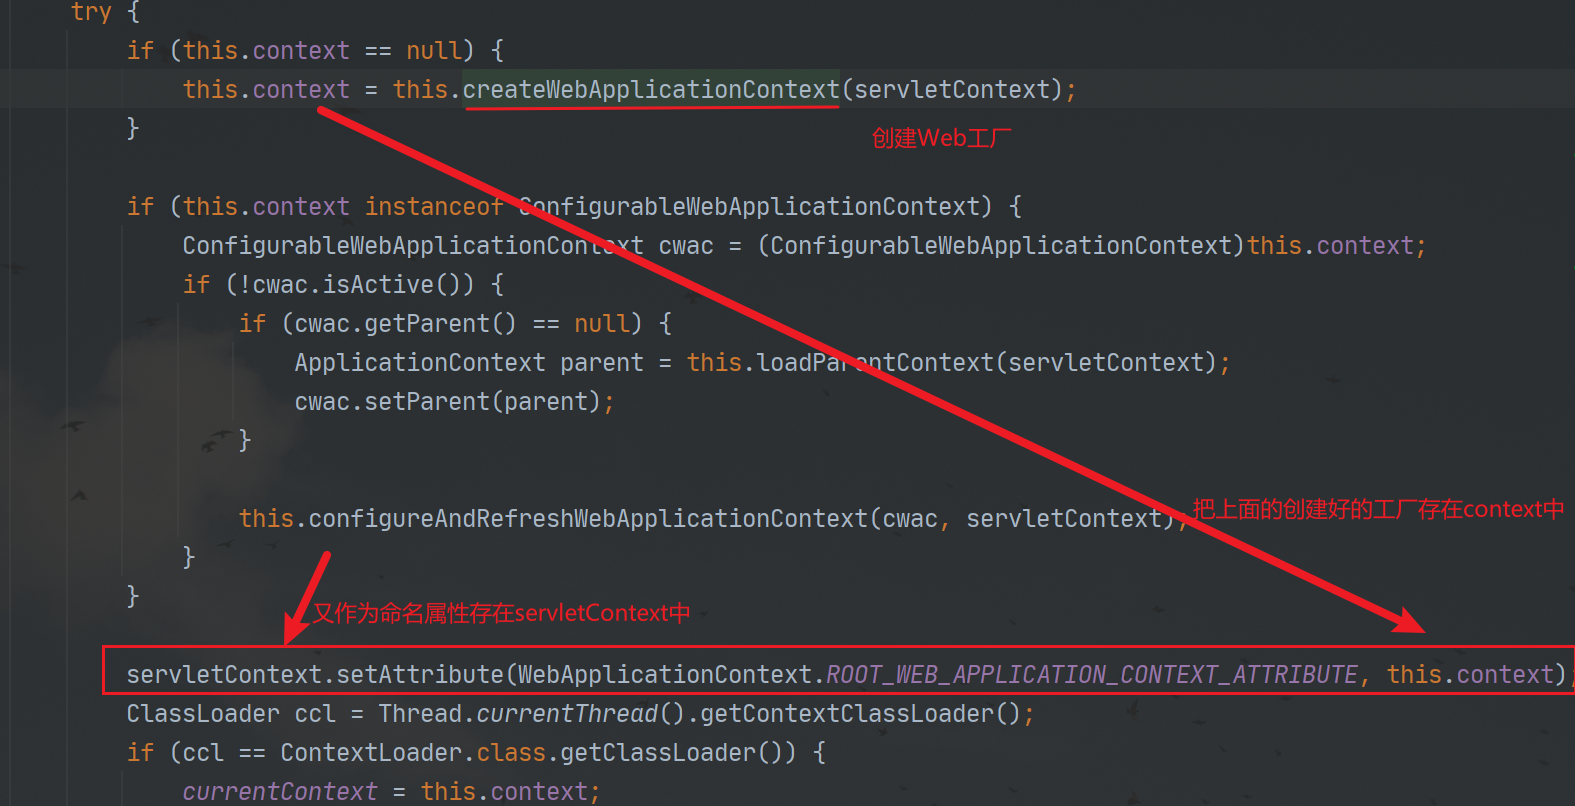 try {
if (this.context == null) {
this.context = this.createWebApplicationContext(servletContext);
}
创建Web工厂
if (this.context instanceof ConfigurableWebApplicationContext) {
ConfigurableWebApplicationContext cwac = (ConfigurableWebApplicationContext)this.context;
if (!cwac.isActive()) {
if (cwac.getParent() == null) {
ApplicationContext parent = this.loadParentContext(servletContext);
cwac.setParent(parent);
}
this.configureAndRefreshWebApplicationContext(cwac, servletContext);
把上面的创建好的工厂存在context中
}
}
又作为命名属性存在servletContext中
servletContext.setAttribute(WebApplicationContext.ROOT_WEB_APPLICATION_CONTEXT_ATTRIBUTE, this.context);
ClassLoader ccl = Thread.currentThread().getContextClassLoader();
if (ccl == ContextLoader.class.getClassLoader()) {
currentContext = this.context;